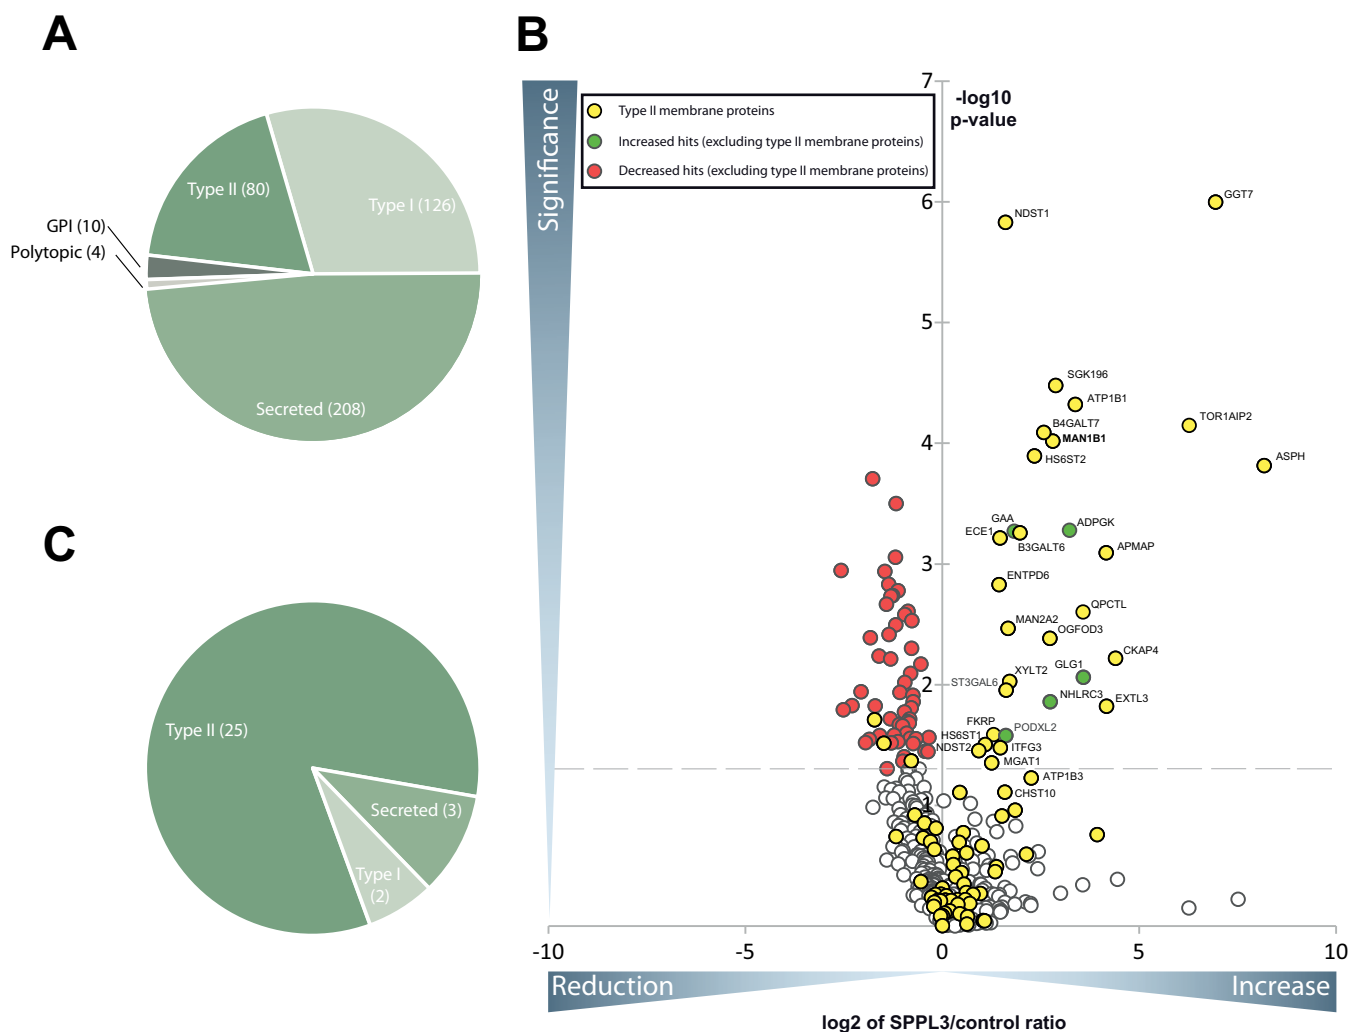 A
Type II (80)
Type I (126)
GPI (10)
Polytopic (4)
Secreted (208)
B
Significance
7
-log10
p-value
Type II membrane proteins
Increased hits (excluding type II membrane proteins)
Decreased hits (excluding type II membrane proteins)
6
GGT7
NDST1
5
SGK196
ATP1B1
TOR1AIP2
B4GALT7
4
MAN1B1
HS6ST2
ASPH
GAA
ADPGK
ECE1
B3GALT6
APMAP
3
ENTPD6
QPCTL
MAN2A2
OGFOD3
CKAP4
GLG1
XYLT2
2
ST3GAL6
NHLRC3
EXTL3
FKRP
PODXL2
HS6ST1
NDST2
ITFG3
MGAT1
ATP1B3
CHST10
1
-10
-5
0
5
10
Reduction
Increase
log2 of SPPL3/control ratio
C
Type II (25)
Secreted (3)
Type I
(2)